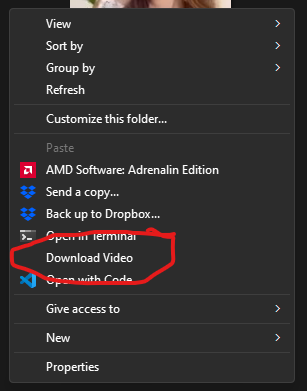 View
Sort by
Group by
Refresh
Customize this folder...
Paste
AMD Software: Adrenalin Edition
Send a copy...
Back up to Dropbox...
Open in Terminal
Download Video
Open with Code
Give access to
New
Properties